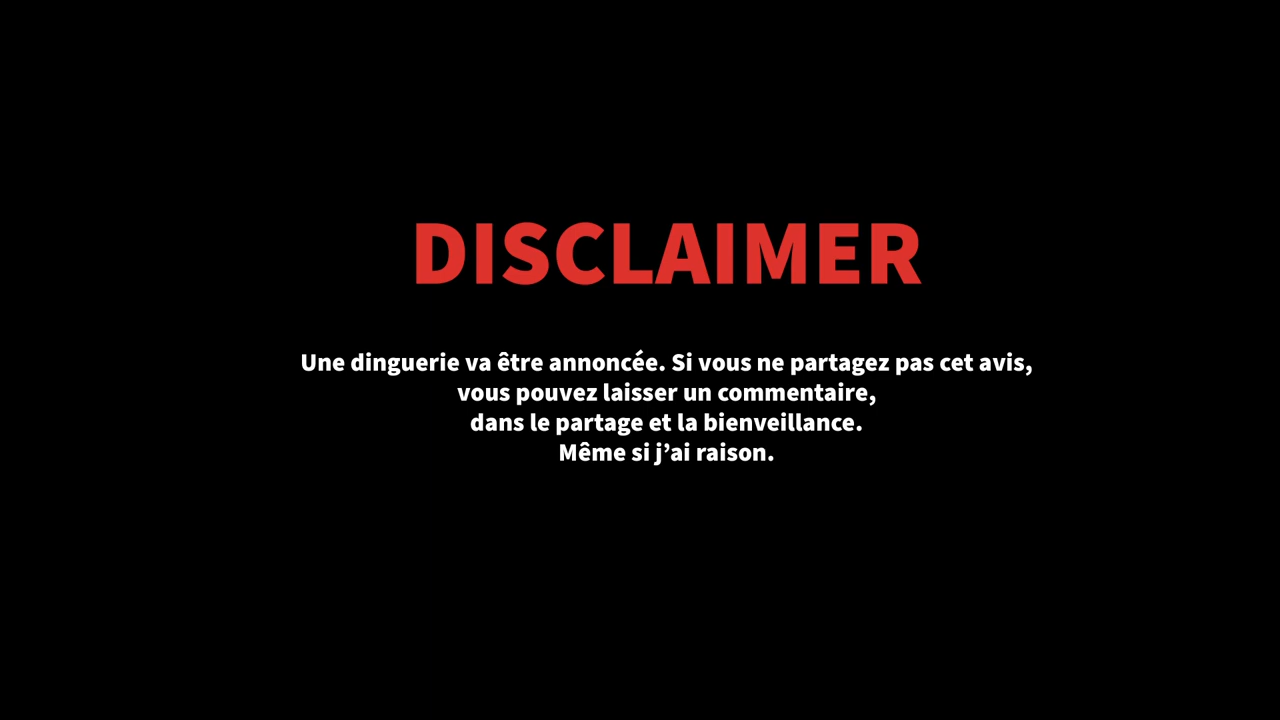 DISCLAIMER
Une dinguerie va être annoncée. Si vous ne partagez pas cet avis,
vous pouvez laisser un commentaire,
dans le partage et la bienveillance.
Même si j’ai raison.